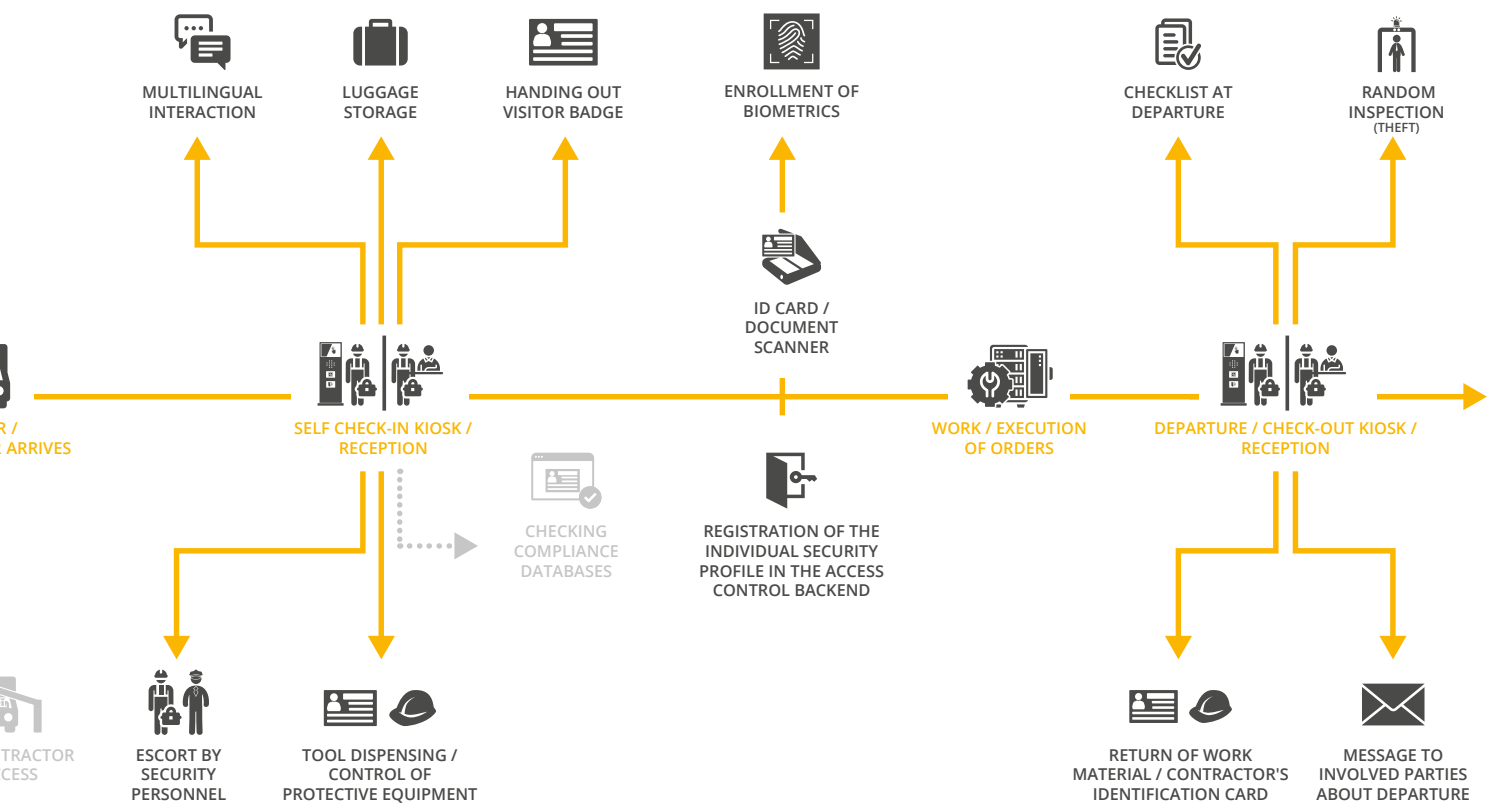 MULTILINGUAL
INTERACTION
LUGGAGE
STORAGE
HANDING OUT
VISITOR BADGE
ENROLLMENT OF
BIOMETRICS
CHECKLIST AT
DEPARTURE
RANDOM
INSPECTION
(THEFT)
ID CARD /
DOCUMENT
SCANNER
R /
ARRIVES
SELF CHECK-IN KIOSK /
RECEPTION
WORK / EXECUTION
OF ORDERS
DEPARTURE / CHECK-OUT KIOSK /
RECEPTION
CHECKING
COMPLIANCE
DATABASES
REGISTRATION OF THE
INDIVIDUAL SECURITY
PROFILE IN THE ACCESS
CONTROL BACKEND
TRACTOR
CESS
ESCORT BY
SECURITY
PERSONNEL
TOOL DISPENSING /
CONTROL OF
PROTECTIVE EQUIPMENT
RETURN OF WORK
MATERIAL / CONTRACTOR'S
IDENTIFICATION CARD
MESSAGE TO
INVOLVED PARTIES
ABOUT DEPARTURE